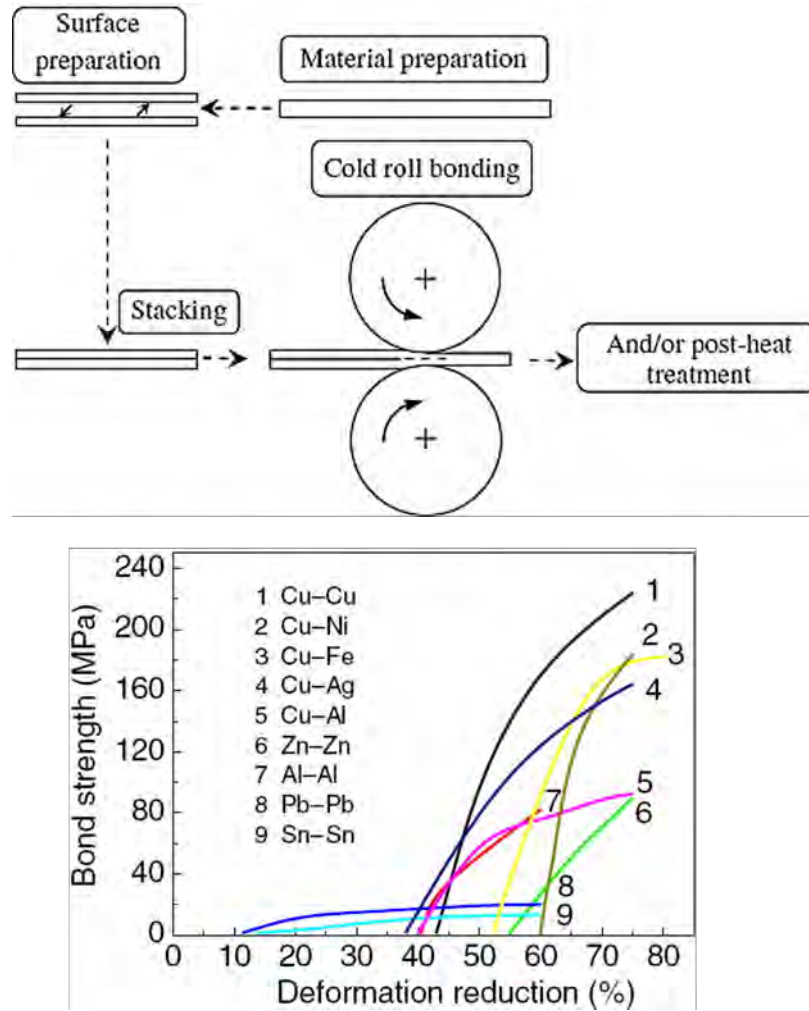 Surface
preparation
Material preparation
Cold roll bonding
Stacking
And/or post-heat
treatment
Bond strength (MPa)
240
200
160
120
80
40
0
1 Cu–Cu
2 Cu–Ni
3 Cu–Fe
4 Cu–Ag
5 Cu–Al
6 Zn–Zn
7 Al–Al
8 Pb–Pb
9 Sn–Sn
1
2
3
4
7
5
6
8
9
0 10 20 30 40 50 60 70 80
Deformation reduction (%)